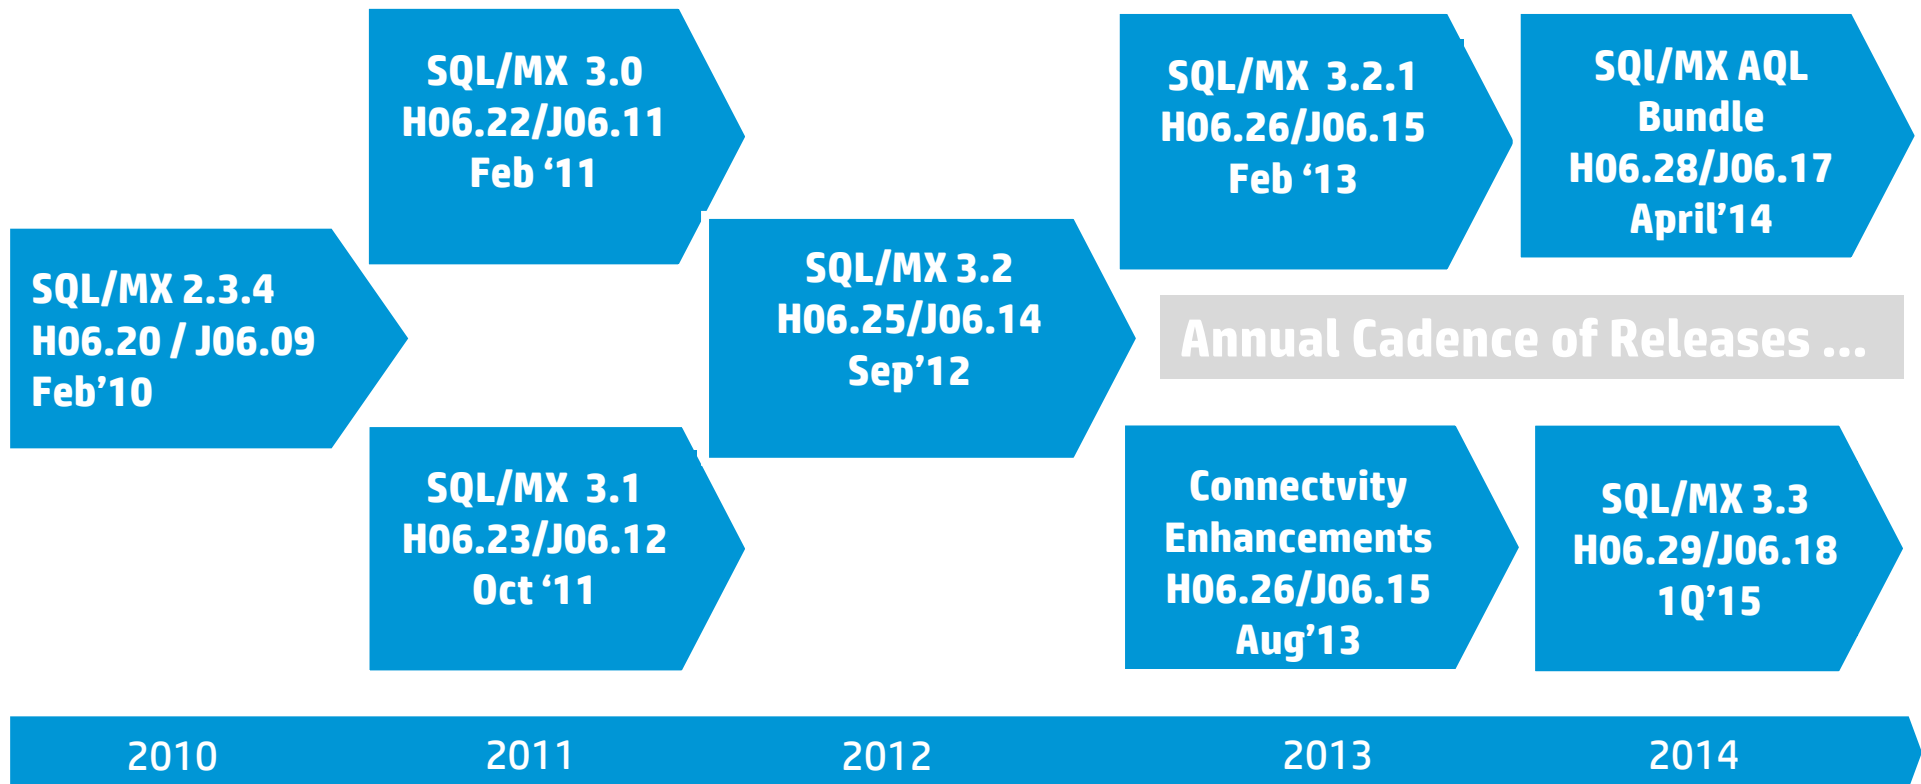 SQL/MX 2.3.4
H06.20 / J06.09
Feb’10
SQL/MX 3.0
H06.22/J06.11
Feb ‘11
SQL/MX 3.1
H06.23/J06.12
Oct ‘11
SQL/MX 3.2
H06.25/J06.14
Sep’12
SQL/MX 3.2.1
H06.26/J06.15
Feb ‘13
Connectvity
Enhancements
H06.26/J06.15
Aug’13
SQl/MX AQL
Bundle
H06.28/J06.17
April’14
Annual Cadence of Releases ...
SQL/MX 3.3
H06.29/J06.18
1Q’15
2010
2011
2012
2013
2014